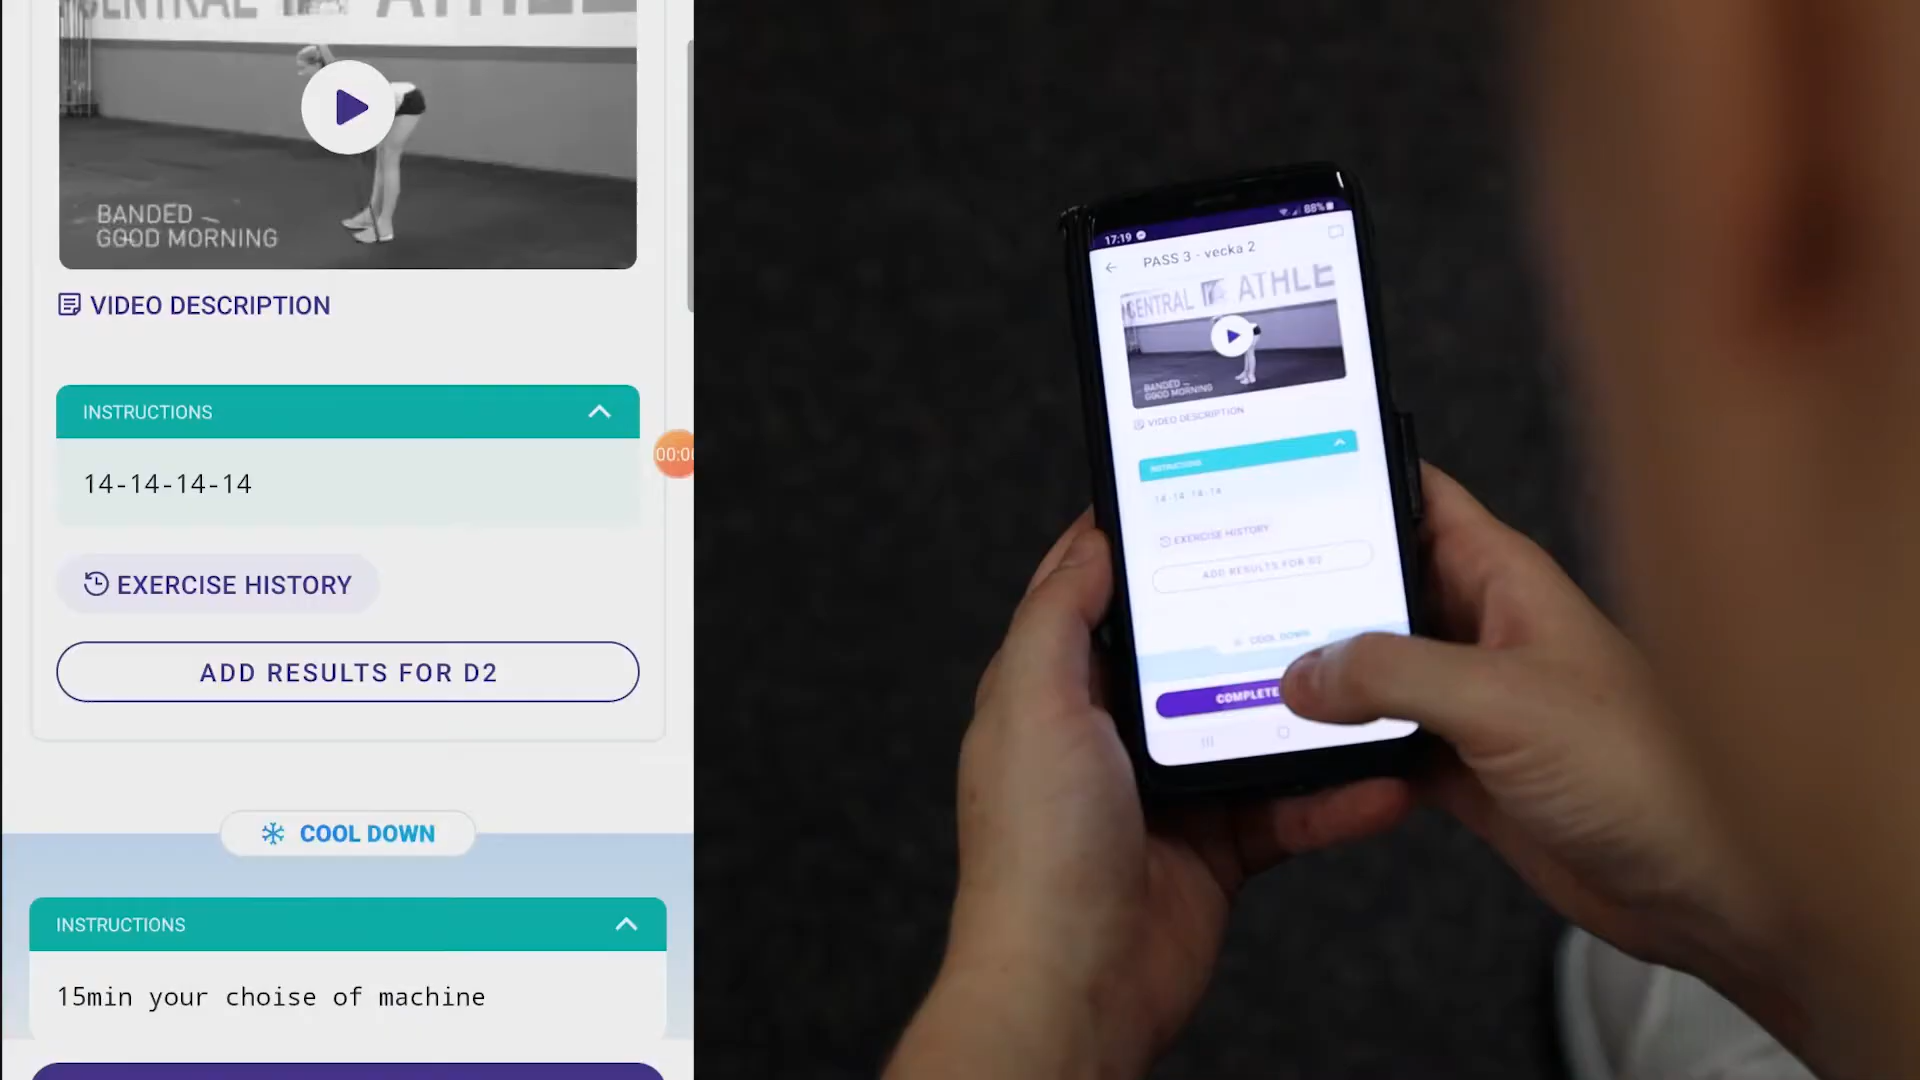 CENTRAL ATHLE
BANDED
GOOD MORNING
VIDEO DESCRIPTION
INSTRUCTIONS
14-14-14-14
EXERCISE HISTORY
ADD RESULTS FOR D2
COOL DOWN
INSTRUCTIONS
15min your choise of machine
00:00
17:19
88%
PASS 3 - vecka 2
CENTRAL ATHLE
BANDED
GOOD MORNING
VIDEO DESCRIPTION
INSTRUCTIONS
14-14-14-14
EXERCISE HISTORY
ADD RESULTS FOR D2
COOL DOWN
COMPLETE